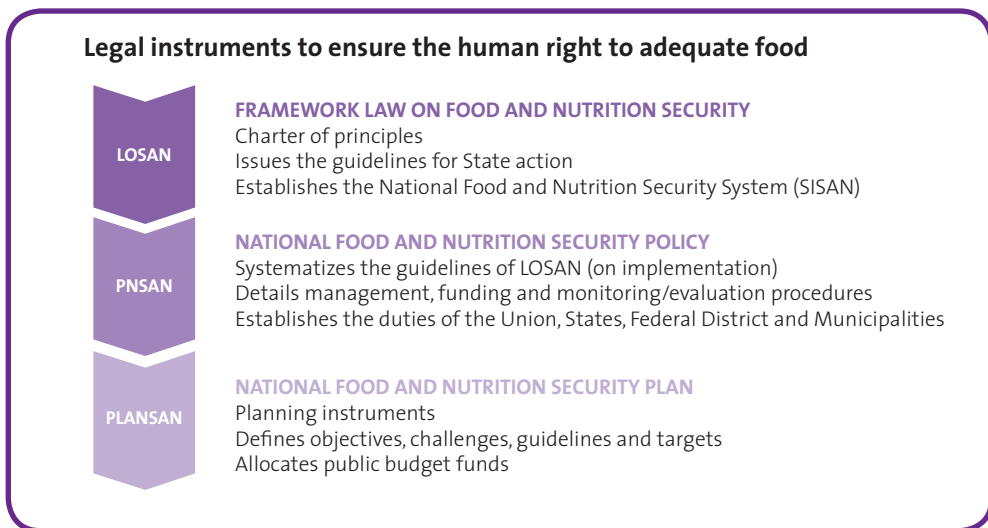 Legal instruments to ensure the human right to adequate food
LOSAN
FRAMEWORK LAW ON FOOD AND NUTRITION SECURITY
Charter of principles
Issues the guidelines for State action
Establishes the National Food and Nutrition Security System (SISAN)
PNSAN
NATIONAL FOOD AND NUTRITION SECURITY POLICY
Systematizes the guidelines of LOSAN (on implementation)
Details management, funding and monitoring/evaluation procedures
Establishes the duties of the Union, States, Federal District and Municipalities
PLANSAN
NATIONAL FOOD AND NUTRITION SECURITY PLAN
Planning instruments
Defines objectives, challenges, guidelines and targets
Allocates public budget funds